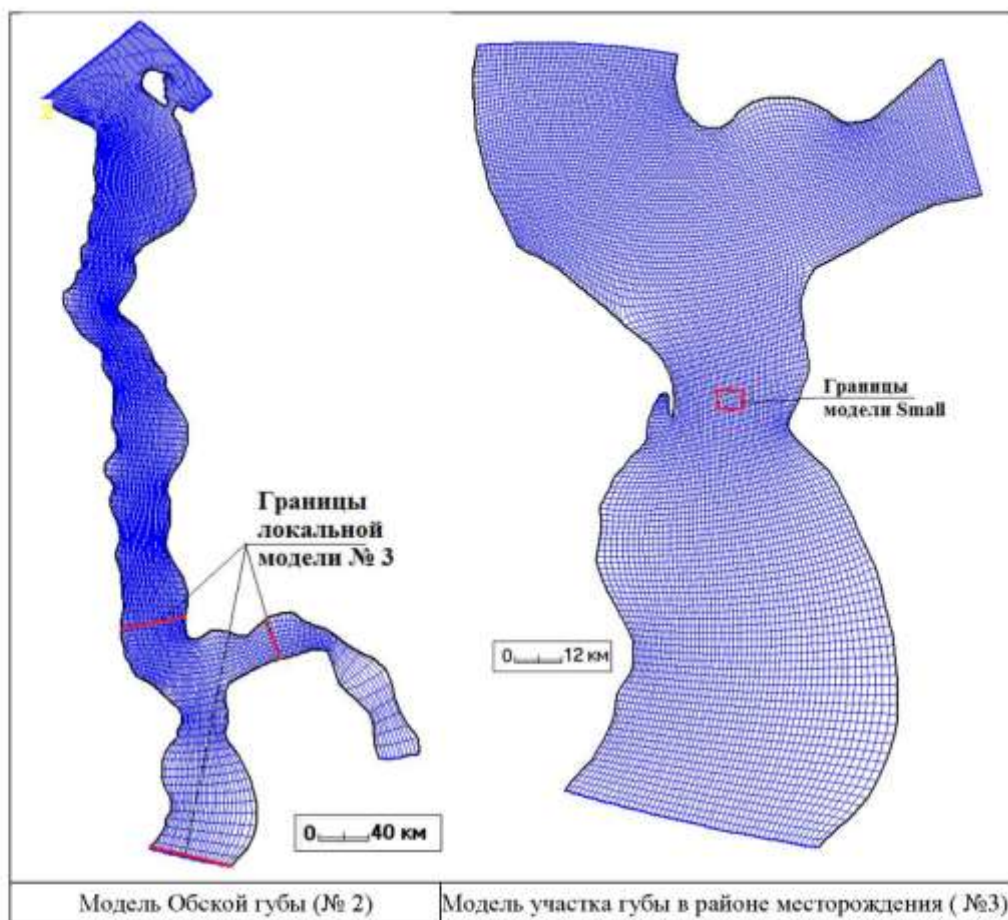 Границы
локальной
модели № 3
0 40 км
Границы
модели Small
0 12 км
Модель Обской губы (№ 2)
Модель участка губы в районе месторождения ( №3)